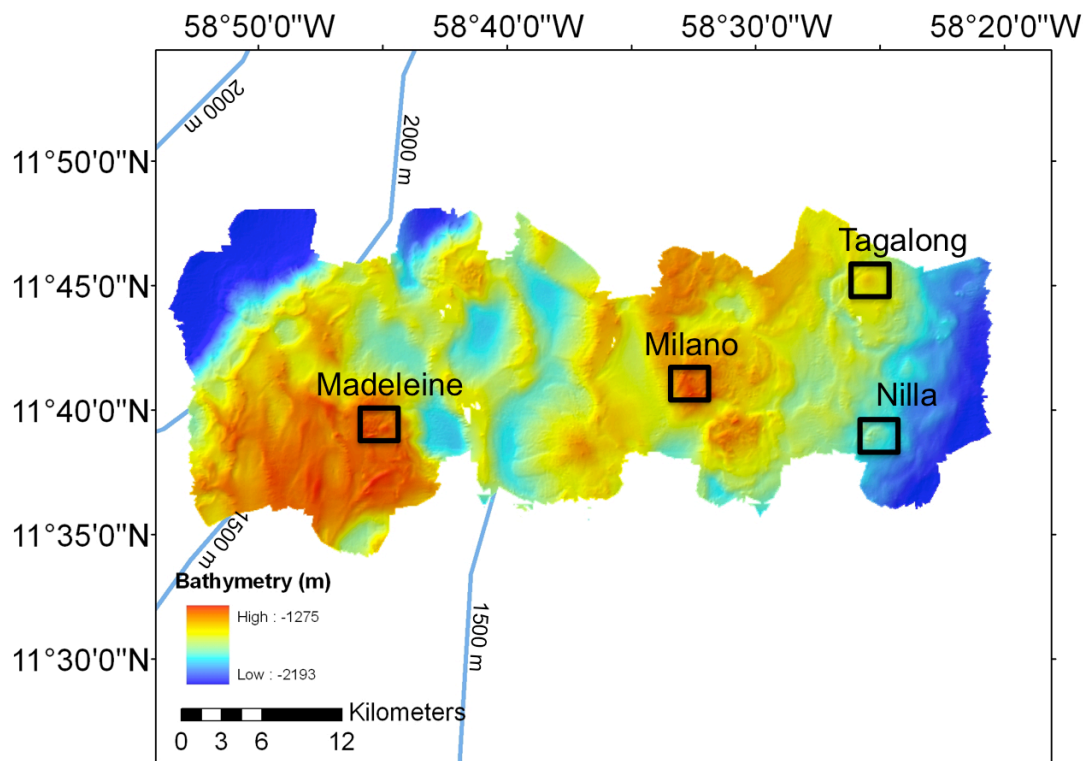 58°50'0"W 58°40'0"W 58°30'0"W 58°20'0"W
2000 m
2000 m
11°50'0"N
Tagalong
11°45'0"N
Milano
Madeleine
Nilla
11°40'0"N
11°35'0"N
1500 m
1500 m
11°30'0"N
Bathymetry (m)
High : -1275
Low : -2193
Kilometers
0 3 6 12